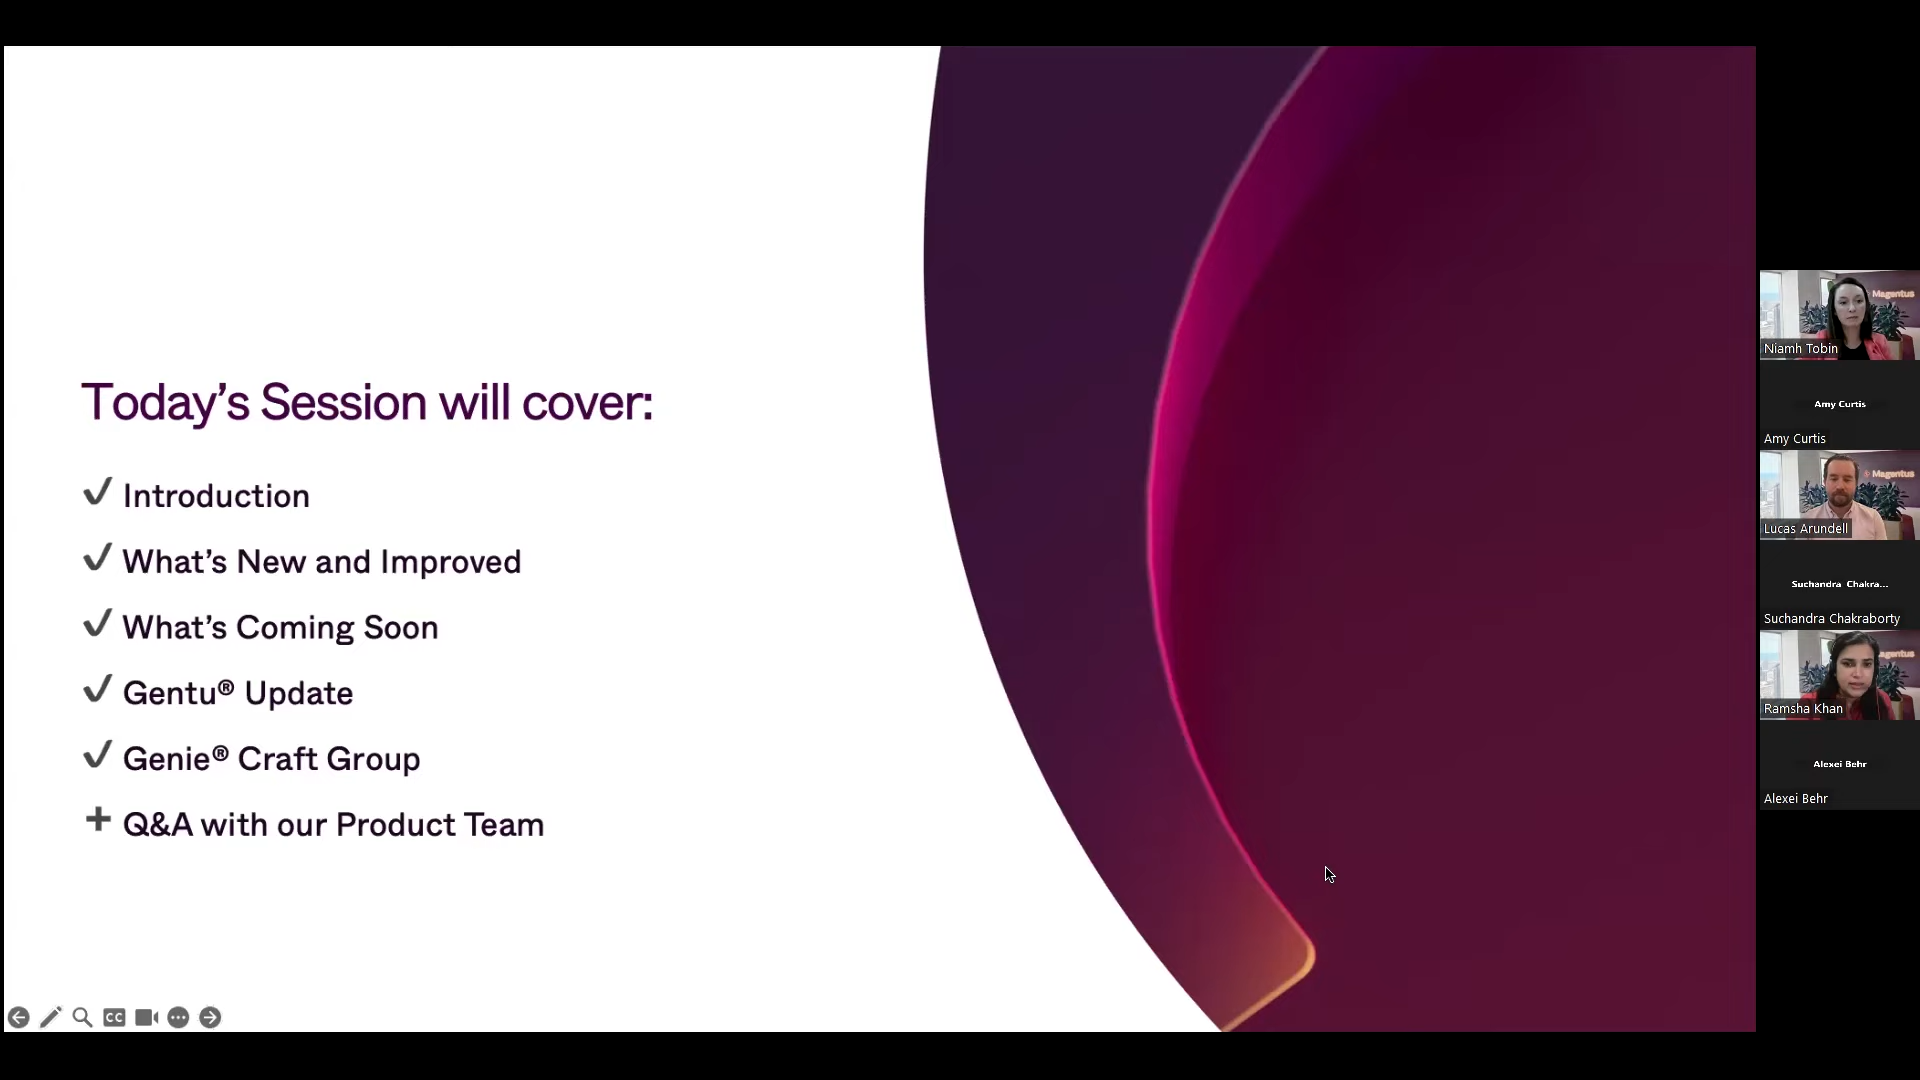 Today's Session will cover:
Introduction
What's New and Improved
What's Coming Soon
Gentu® Update
Genie® Craft Group
Q&A with our Product Team
CC
Magentus
Niamh Tobin
Amy Curtis
Amy Curtis
Magentus
Lucas Arundell
Suchandra Chakra...
Suchandra Chakraborty
agentus
Ramsha Khan
Alexei Behr
Alexei Behr